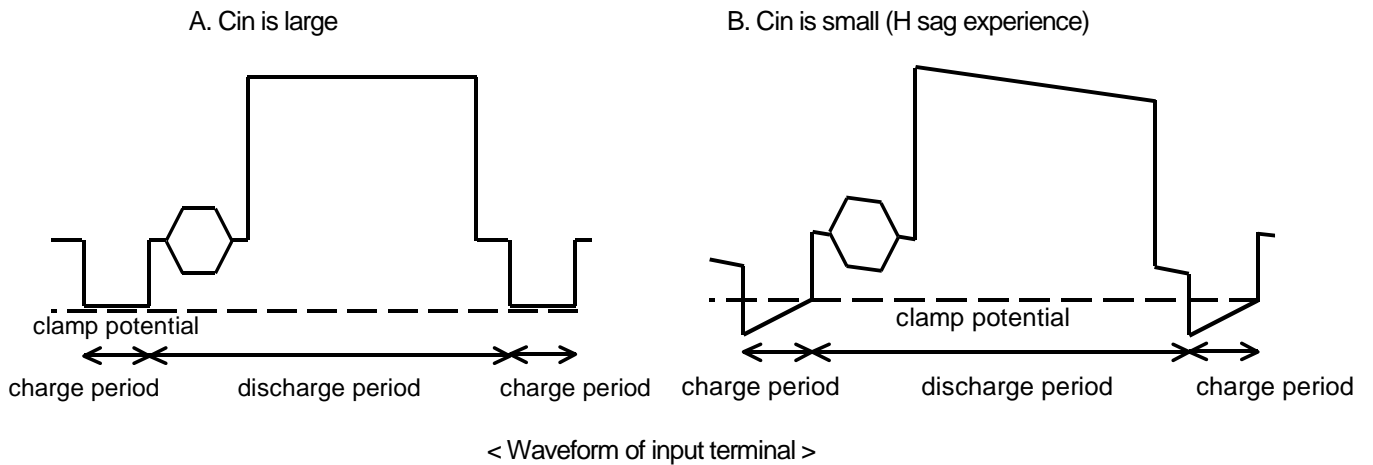 A. Cin is large
B. Cin is small (H sag experience)
clamp potential
clamp potential
charge period
discharge period
charge period
charge period
discharge period
charge period
< Waveform of input terminal >